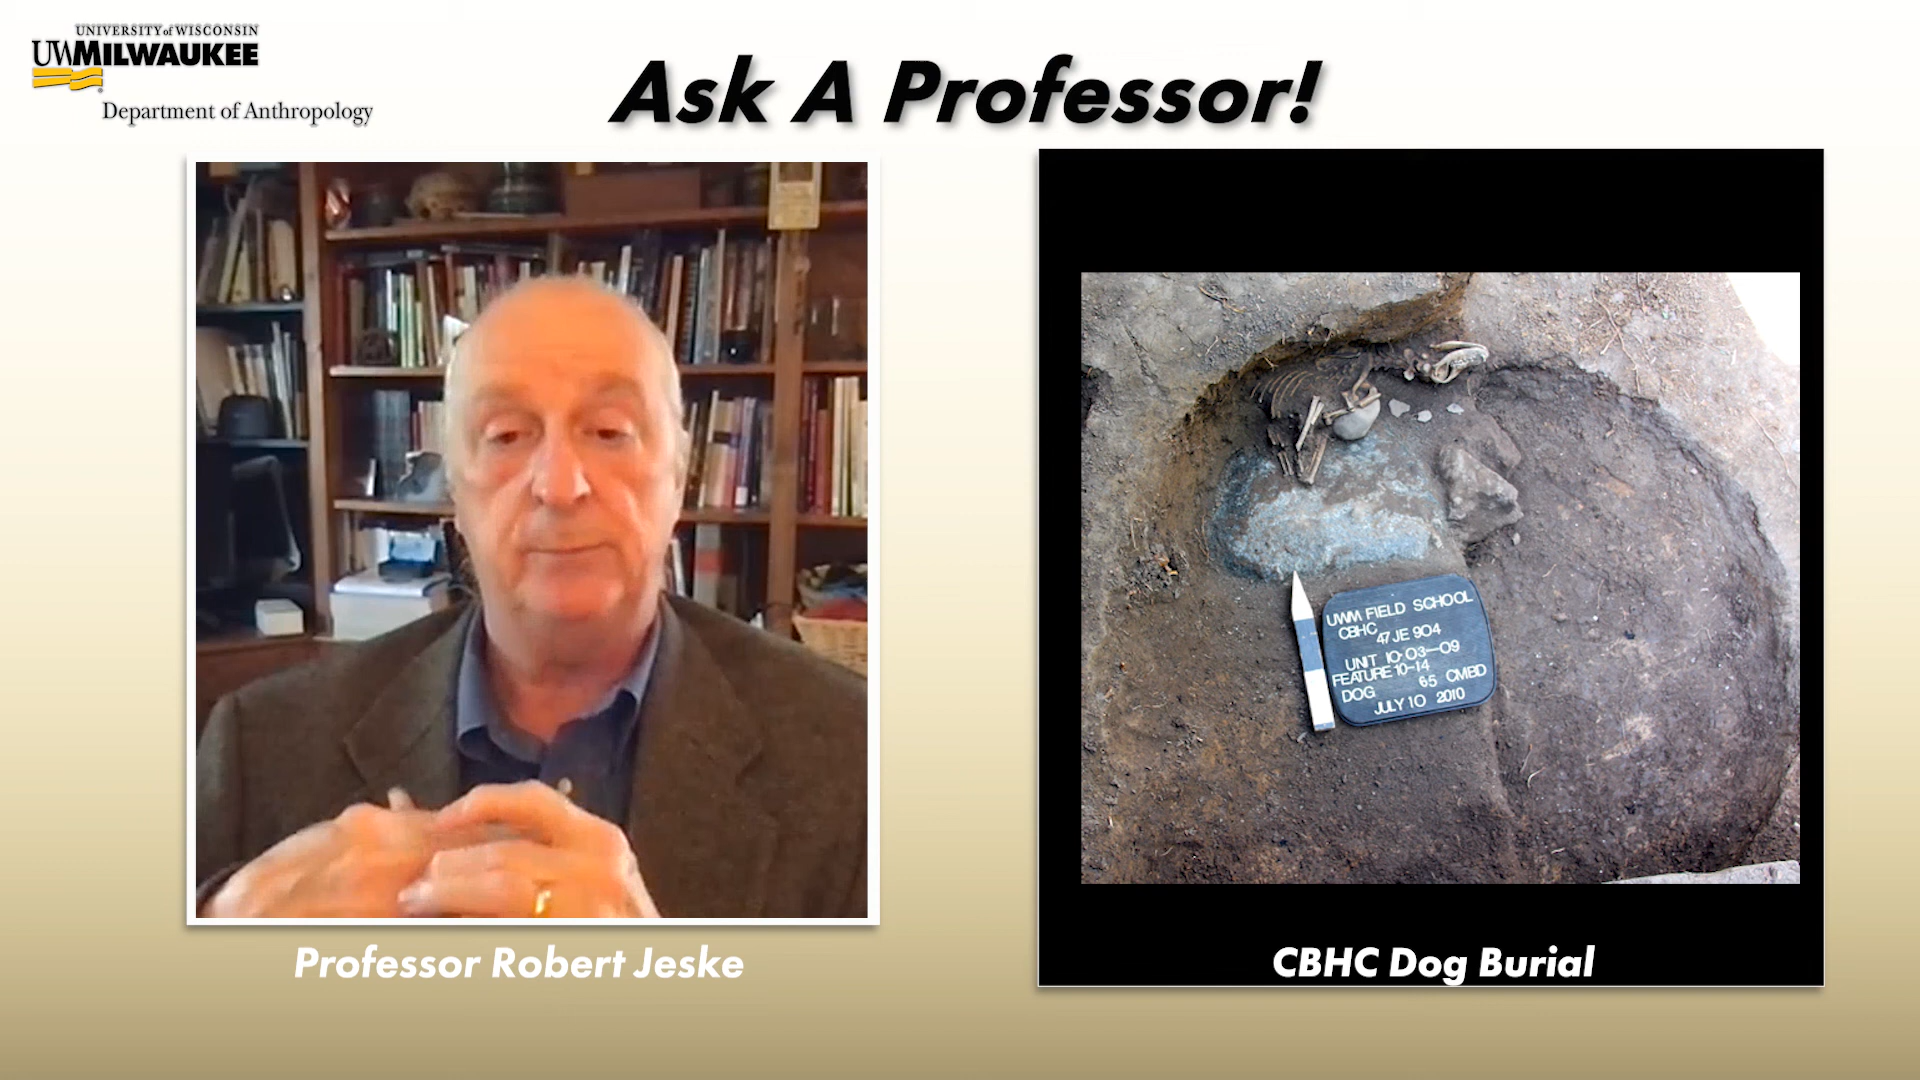 UNIVERSITY of WISCONSIN
UWMILWAUKEE
Department of Anthropology
Ask A Professor!
UWM FIELD SCHOOL
CBHC 47 JE 904
UNIT 10-03-09
FEATURE 10-14
DOG 65 CMBD
JULY 10 2010
Professor Robert Jeske
CBHC Dog Burial